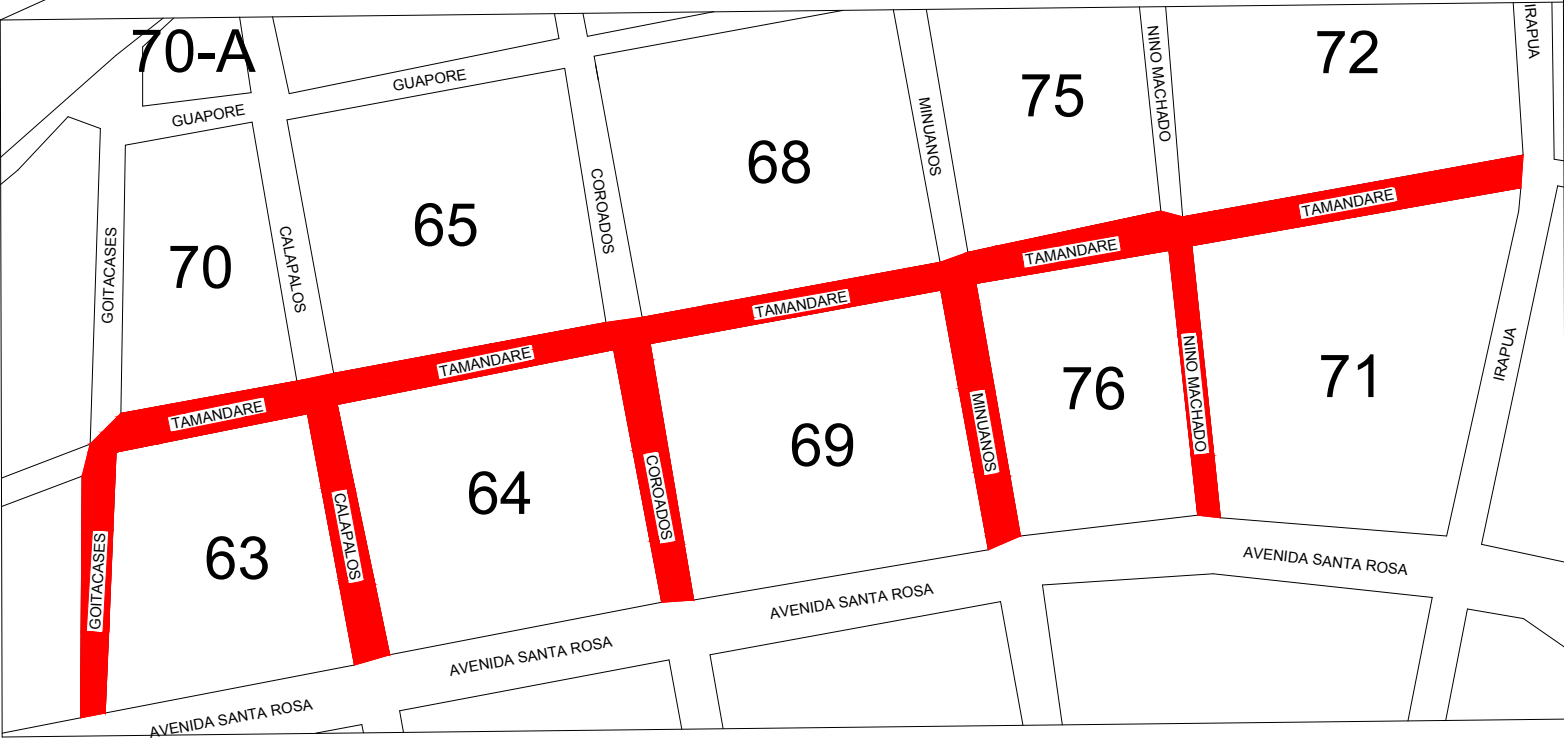 70-A
GUAPORE
GUAPORE
72
IRAPUA
NINO MACHADO
75
MINUANOS
68
COROADOS
65
CALAPALOS
70
GOITACASES
TAMANDARE
TAMANDARE
TAMANDARE
TAMANDARE
TAMANDARE
NINO MACHADO
71
IRAPUA
76
MINUANOS
69
COROADOS
64
CALAPALOS
63
GOITACASES
AVENIDA SANTA ROSA
AVENIDA SANTA ROSA
AVENIDA SANTA ROSA
AVENIDA SANTA ROSA